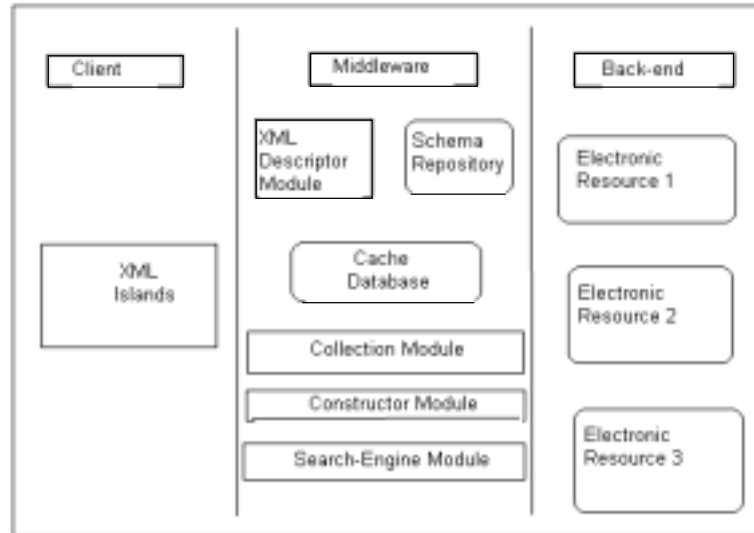 Client
Middleware
Back-end
XML
Descriptor
Module
Schema
Repository
Electronic
Resource 1
XML
Islands
Cache
Database
Electronic
Resource 2
Collection Module
Constructor Module
Search-Engine Module
Electronic
Resource 3